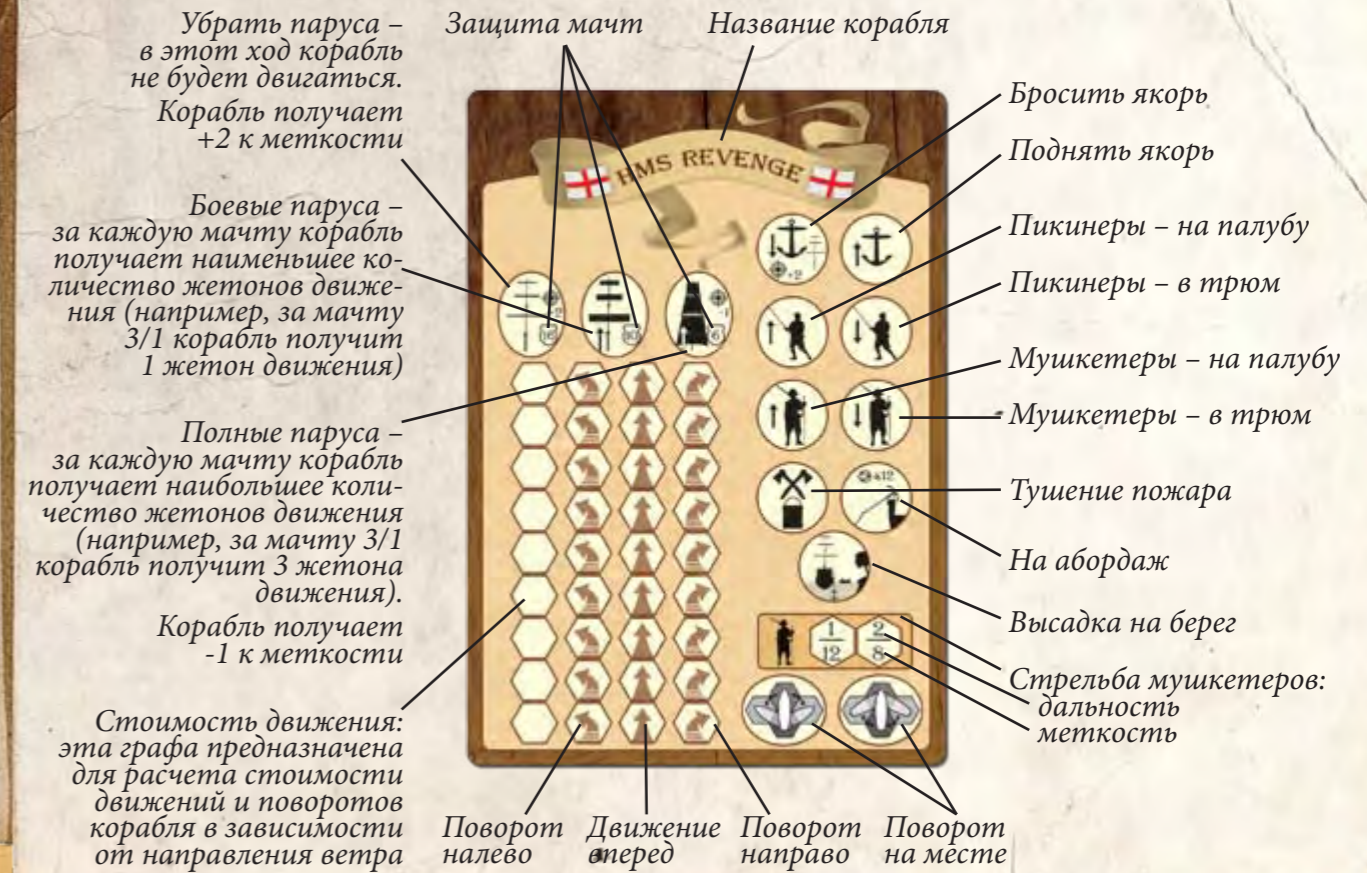 Убрать паруса –
в этот ход корабль
не будет двигаться.
Корабль получает
+2 к меткости
Боевые паруса –
за каждую мачту корабль
получает наименьшее ко-
личество жетонов движе-
ния (например, за мачту
3/1 корабль получит
1 жетон движения)
Полные паруса –
за каждую мачту корабль
получает наибольшее коли-
чество жетонов движения
(например, за мачту 3/1
корабль получит 3 жетона
движения).
Корабль получает
-1 к меткости
Стоимость движения:
эта графа предназначена
для расчета стоимости
движений и поворотов
корабля в зависимости
от направления ветра
Защита мачт
Название корабля
HMS REVENGE
+2
16
10
-1
6
x12
1
12
2
8
Бросить якорь
Поднять якорь
Пикинеры – на палубу
Пикинеры – в трюм
Мушкетеры – на палубу
Мушкетеры – в трюм
Тушение пожара
На абордаж
Высадка на берег
Стрельба мушкетеров:
дальность
меткость
Поворот
налево
Движение
вперед
Поворот
направо
Поворот
на месте